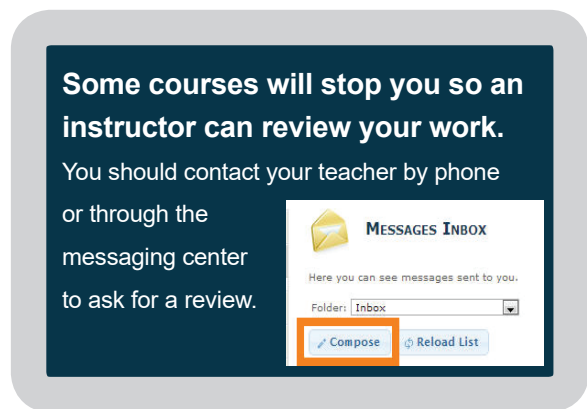 Some courses will stop you so an
instructor can review your work.
You should contact your teacher by phone
or through the
messaging center
to ask for a review.
MESSAGES INBOX
Here you can see messages sent to you.
Folder: Inbox
Compose Reload List